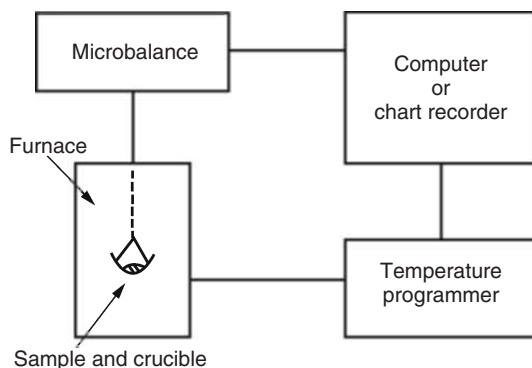 Microbalance
Computer
or
chart recorder
Furnace
Temperature
programmer
Sample and crucible